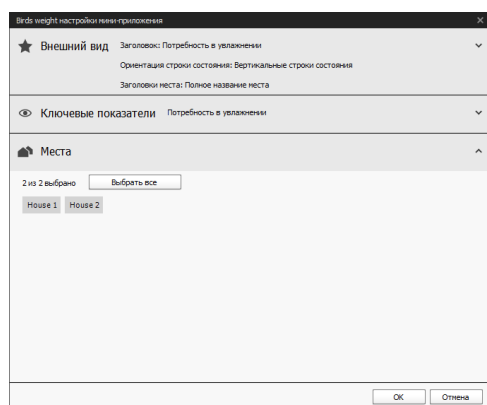 Birds weight настройки мини-приложения
Внешний вид
Заголовок: Потребность в увлажнении
Ориентация строки состояния: Вертикальные строки состояния
Заголовки места: Полное название места
Ключевые показатели Потребность в увлажнении
Места
2 из 2 выбрано Выбрать все
House 1 House 2
OK Отмена